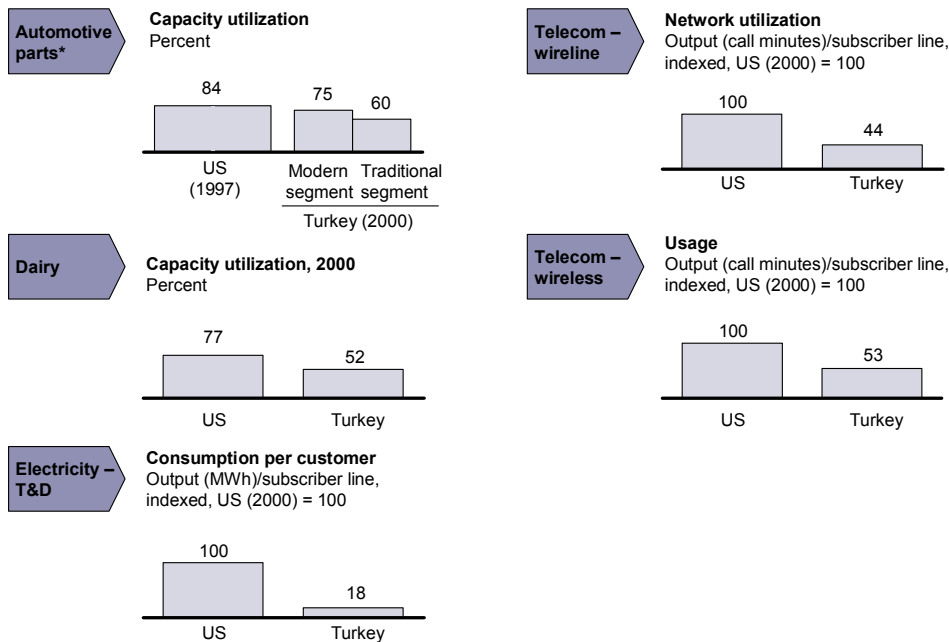 Automotive
parts*
Capacity utilization
Percent
84
75
60
US
(1997)
Modern
segment
Traditional
segment
Turkey (2000)
Dairy
Capacity utilization, 2000
Percent
77
52
US
Turkey
Electricity –
T&D
Consumption per customer
Output (MWh)/subscriber line,
indexed, US (2000) = 100
100
18
US
Turkey
Telecom –
wireline
Network utilization
Output (call minutes)/subscriber line,
indexed, US (2000) = 100
100
44
US
Turkey
Telecom –
wireless
Usage
Output (call minutes)/subscriber line,
indexed, US (2000) = 100
100
53
US
Turkey